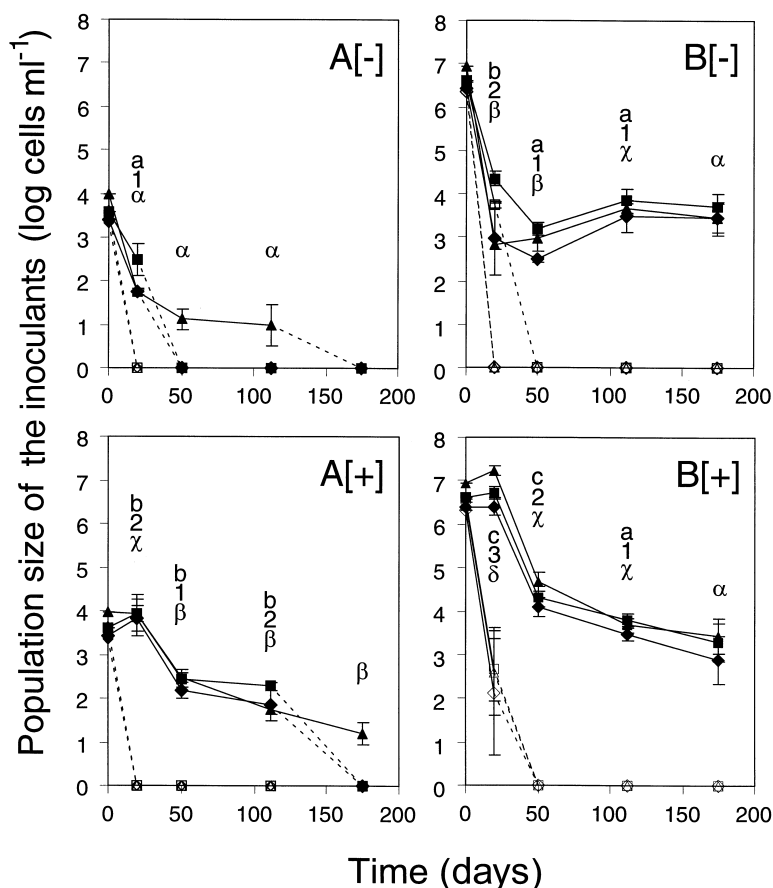 Population size of the inoculants (log cells ml⁻¹)
8
7
6
5
4
3
2
1
0
A[-]
a
1
α
α
α
0 50 100 150 200
8
7
6
5
4
3
2
1
0
B[-]
b
2
β
a
1
β
a
1
χ
α
0 50 100 150 200
8
7
6
5
4
3
2
1
0
A[+]
b
2
χ
b
1
β
b
2
β
β
0 50 100 150 200
8
7
6
5
4
3
2
1
0
B[+]
c
3
δ
c
2
χ
a
1
χ
α
0 50 100 150 200
Time (days)